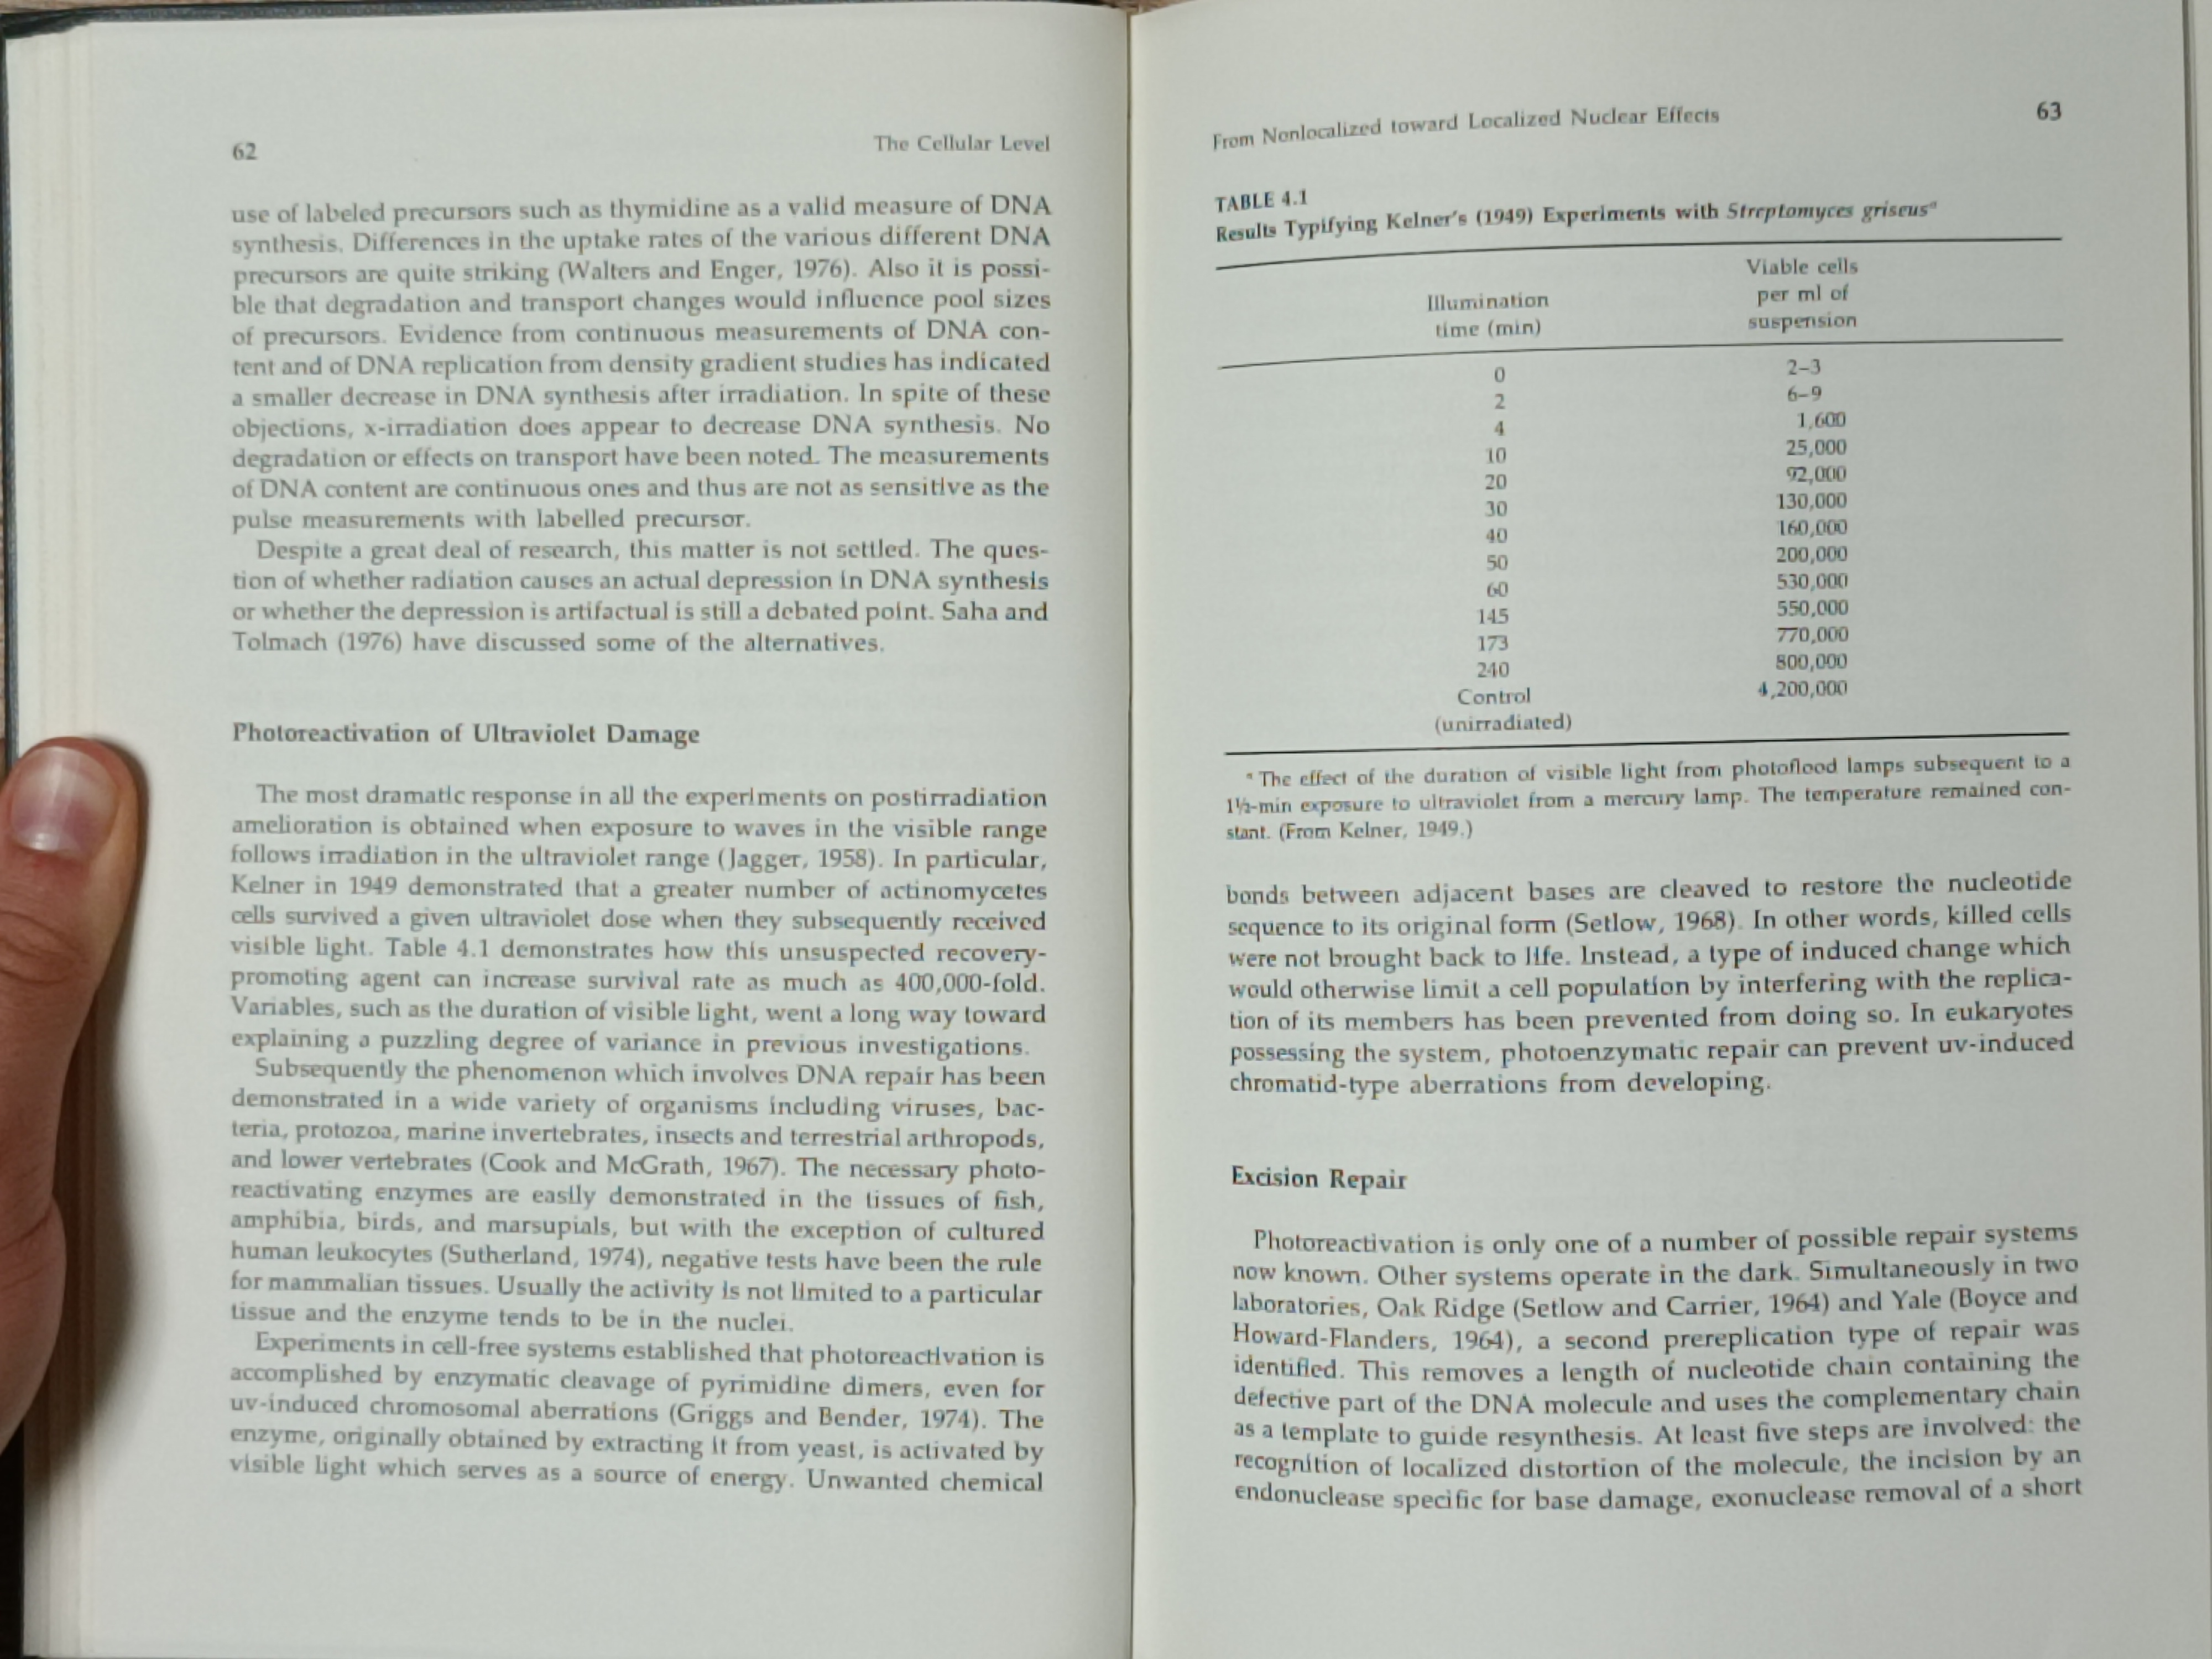 62
The Cellular Level
use of labeled precursors such as thymidine as a valid measure of DNA
synthesis. Differences in the uptake rates of the various different DNA
precursors are quite striking (Walters and Enger, 1976). Also it is possi-
ble that degradation and transport changes would influence pool sizes
of precursors. Evidence from continuous measurements of DNA con-
tent and of DNA replication from density gradient studies has indicated
a smaller decrease in DNA synthesis after irradiation. In spite of these
objections, x-irradiation does appear to decrease DNA synthesis. No
degradation or effects on transport have been noted. The measurements
of DNA content are continuous ones and thus are not as sensitive as the
pulse measurements with labelled precursor.
Despite a great deal of research, this matter is not settled. The ques-
tion of whether radiation causes an actual depression in DNA synthesis
or whether the depression is artifactual is still a debated point. Saha and
Tolmach (1976) have discussed some of the alternatives.
Photoreactivation of Ultraviolet Damage
The most dramatic response in all the experiments on postirradiation
amelioration is obtained when exposure to waves in the visible range
follows irradiation in the ultraviolet range (Jagger, 1958). In particular,
Kelner in 1949 demonstrated that a greater number of actinomycetes
cells survived a given ultraviolet dose when they subsequently received
visible light. Table 4.1 demonstrates how this unsuspected recovery-
promoting agent can increase survival rate as much as 400,000-fold.
Variables, such as the duration of visible light, went a long way toward
explaining a puzzling degree of variance in previous investigations.
Subsequently the phenomenon which involves DNA repair has been
demonstrated in a wide variety of organisms including viruses, bac-
teria, protozoa, marine invertebrates, insects and terrestrial arthropods,
and lower vertebrates (Cook and McGrath, 1967). The necessary photo-
reactivating enzymes are easily demonstrated in the tissues of fish,
amphibia, birds, and marsupials, but with the exception of cultured
human leukocytes (Sutherland, 1974), negative tests have been the rule
for mammalian tissues. Usually the activity is not limited to a particular
tissue and the enzyme tends to be in the nuclei.
Experiments in cell-free systems established that photoreactivation is
accomplished by enzymatic cleavage of pyrimidine dimers, even for
uv-induced chromosomal aberrations (Griggs and Bender, 1974). The
enzyme, originally obtained by extracting it from yeast, is activated by
visible light which serves as a source of energy. Unwanted chemical
From Nonlocalized toward Localized Nuclear Effects
63
TABLE 4.1
Results Typifying Kelner's (1949) Experiments with Streptomyces griseusᵃ
Illumination time (min) Viable cells per ml of suspension
0 2–3
2 6–9
4 1,600
10 25,000
20 92,000
30 130,000
40 160,000
50 200,000
60 530,000
145 550,000
173 770,000
240 800,000
Control 4,200,000
(unirradiated)
ᵃ The effect of the duration of visible light from photoflood lamps subsequent to a
1½-min exposure to ultraviolet from a mercury lamp. The temperature remained con-
stant. (From Kelner, 1949.)
bonds between adjacent bases are cleaved to restore the nucleotide
sequence to its original form (Setlow, 1968). In other words, killed cells
were not brought back to life. Instead, a type of induced change which
would otherwise limit a cell population by interfering with the replica-
tion of its members has been prevented from doing so. In eukaryotes
possessing the system, photoenzymatic repair can prevent uv-induced
chromatid-type aberrations from developing.
Excision Repair
Photoreactivation is only one of a number of possible repair systems
now known. Other systems operate in the dark. Simultaneously in two
laboratories, Oak Ridge (Setlow and Carrier, 1964) and Yale (Boyce and
Howard-Flanders, 1964), a second prereplication type of repair was
identified. This removes a length of nucleotide chain containing the
defective part of the DNA molecule and uses the complementary chain
as a template to guide resynthesis. At least five steps are involved: the
recognition of localized distortion of the molecule, the incision by an
endonuclease specific for base damage, exonuclease removal of a short